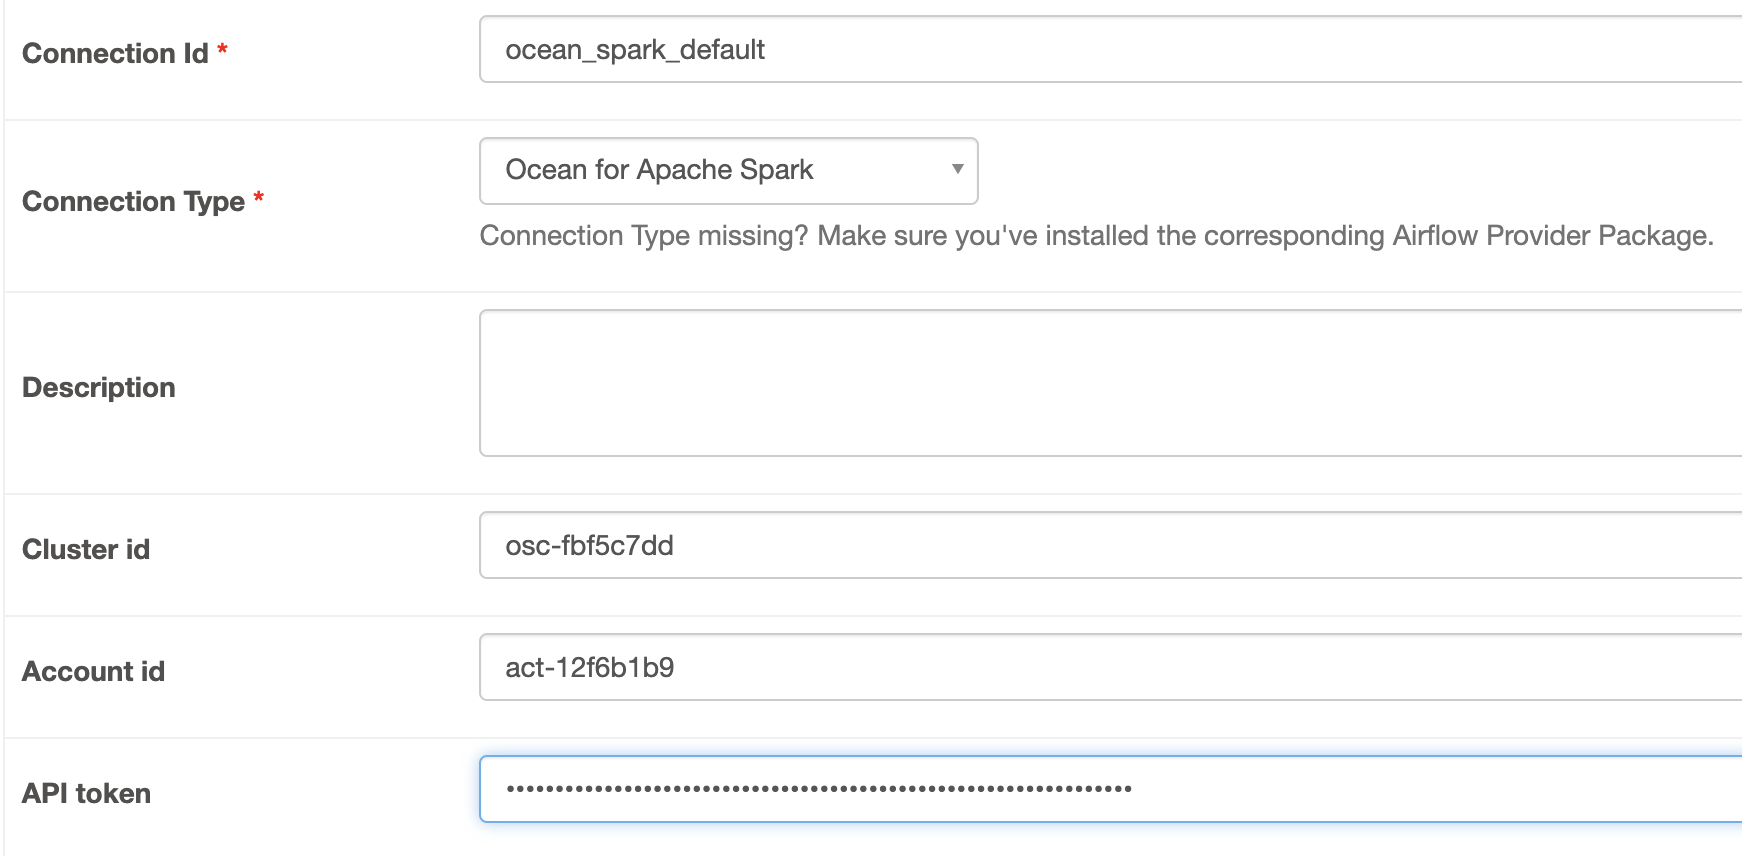 Connection Id *
ocean_spark_default
Connection Type *
Ocean for Apache Spark
Connection Type missing? Make sure you've installed the corresponding Airflow Provider Package.
Description
Cluster id
osc-fbf5c7dd
Account id
act-12f6b1b9
API token
••••••••••••••••••••••••••••••••••••••••••••••••••••••••••••••••